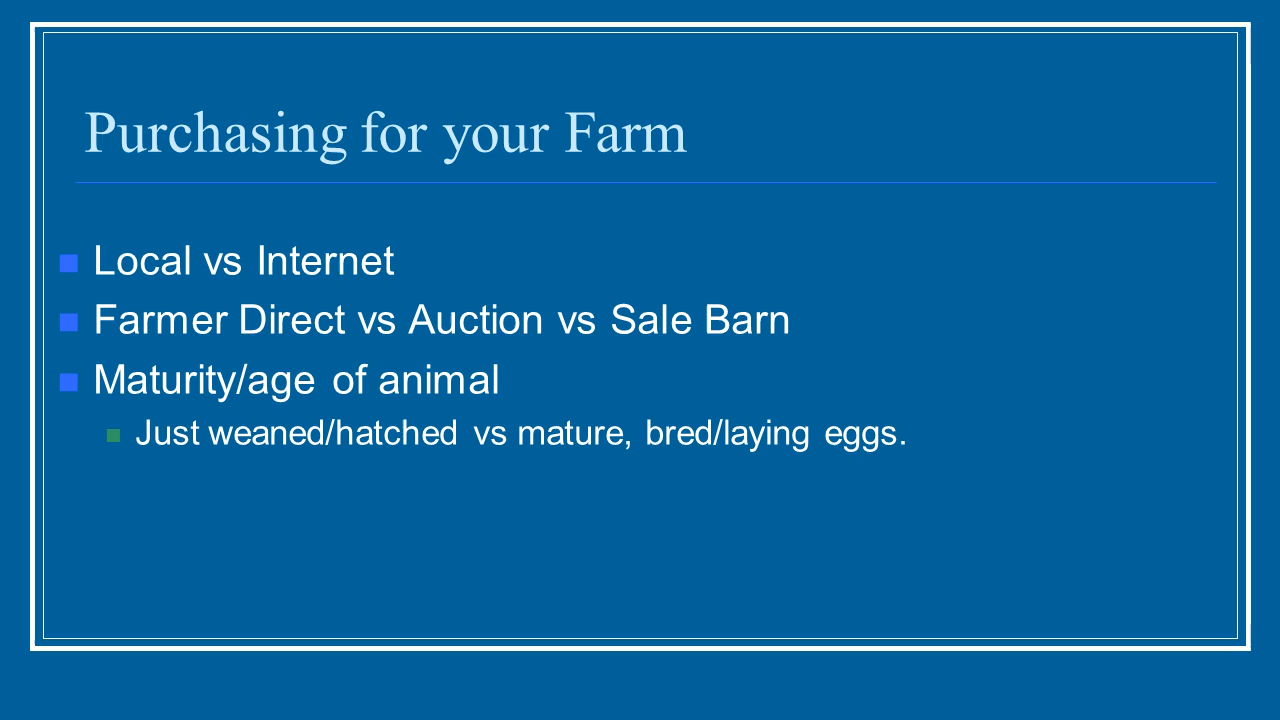 Purchasing for your Farm
Local vs Internet
Farmer Direct vs Auction vs Sale Barn
Maturity/age of animal
Just weaned/hatched vs mature, bred/laying eggs.